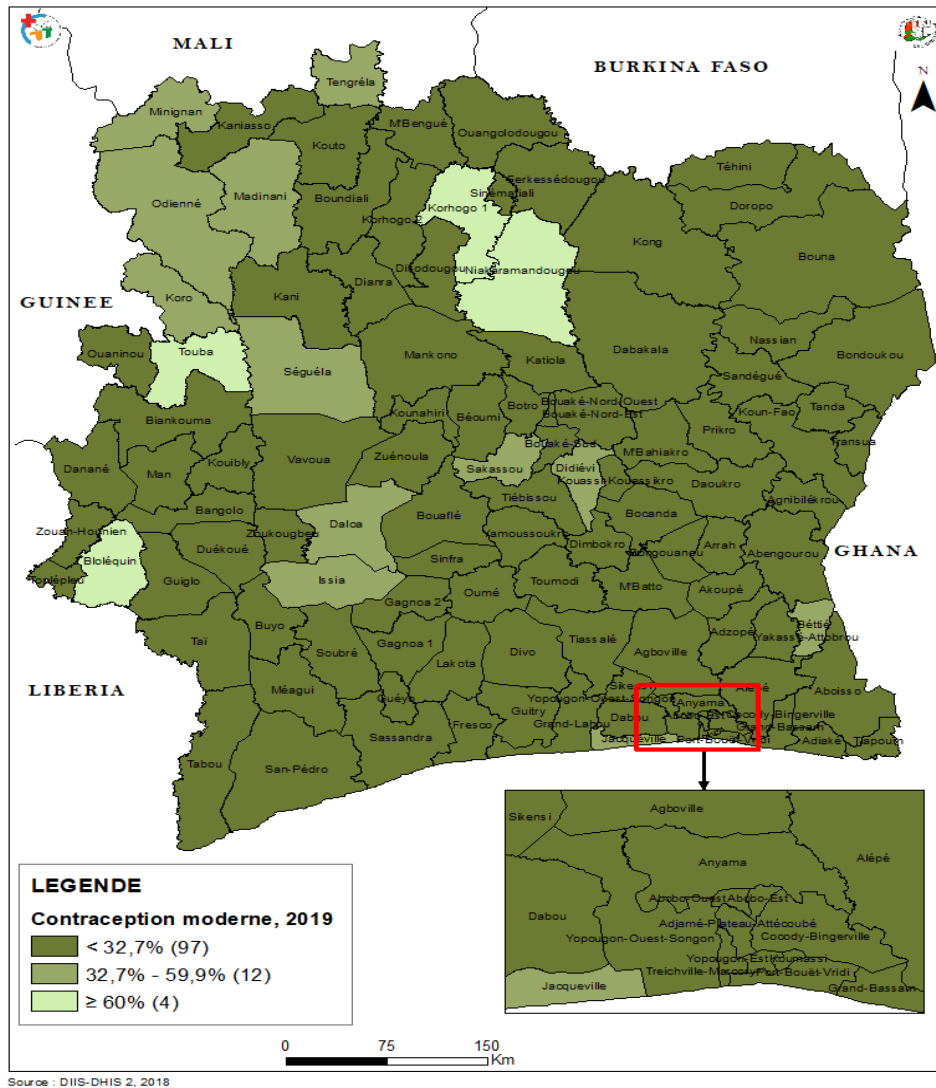 MALI
BURKINA FASO
N
Tengréla
Minignan
Kaniasso
M'Bengué
Ouangolodougou
Kouto
Téhini
Ferkessédougou
Madinani
Sinématiali
Boundiali
Odienné
Korhogo 1
Doropo
Korhogo 2
Kong
Bouna
Niakaramandougou
Dikodougou
Dianra
Koro
Kani
GUINEE
Nassian
Ouaninou
Touba
Mankono
Katiola
Dabakala
Bondoukou
Séguéla
Sandégué
Bouaké-Nord-Ouest
Botro
Tanda
Kounahiri
Béoumi
Bouaké-Nord-Est
Koun-Fao
Biankouma
Prikro
Transua
Bouaké-Sud
M'Bahiakro
Zuénoula
Kouibly
Vavoua
Danané
Man
Sakassou
Didiévi
Kouassi-Kouassikro
Daoukro
Tiébissou
Agnibilékrou
Bangolo
Bouaflé
Bocanda
Daloa
Zouan-Hounien
Zoukougbeu
Yamoussoukro
Dimbokro
Arrah
Duékoué
Bongouanou
Abengourou
GHANA
Bloléquin
Sinfra
Toulépleu
Guiglo
Issia
Toumodi
M'Batto
Akoupé
Oumé
Gagnoa 2
Béttié
Buyo
Adzopé
Yakassé-Attobrou
Taï
Soubré
Gagnoa 1
Divo
Tiassalé
Agboville
Lakota
LIBERIA
Méagui
Sikensi
Alépé
Aboisso
Guéyo
Yopougon-Ouest-Songon
Anyama
Guitry
Abobo-Est
Cocody-Bingerville
Fresco
Grand-Lahou
Dabou
Grand-Bassam
Sassandra
Jacqueville
Port-Bouët-Vridi
Adiaké
Tiapoum
Tabou
San-Pédro
Agboville
Sikensi
Anyama
Alépé
Abobo-Ouest
Abobo-Est
Dabou
Adjamé-Plateau-Attécoubé
Yopougon-Ouest-Songon
Cocody-Bingerville
Yopougon-Est
Koumassi
Treichville-Marcory
Port-Bouët-Vridi
Jacqueville
Grand-Bassam
LEGENDE
Contraception moderne, 2019
< 32,7% (97)
32,7% - 59,9% (12)
≥ 60% (4)
0 75 150
Km
Source : DIIS-DHIS 2, 2018